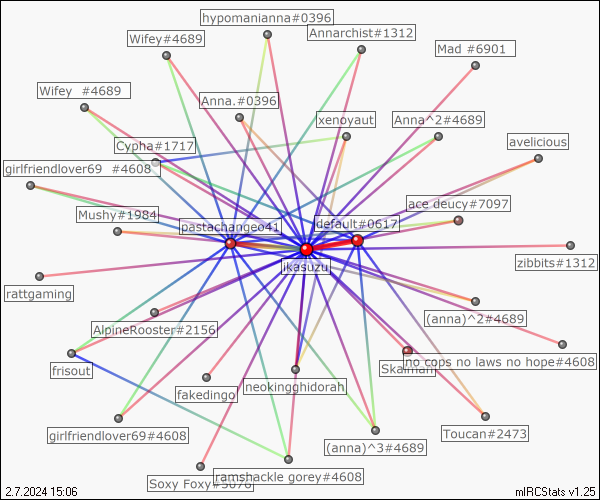 hypomanianna#0396
Wifey#4689
Annarchist#1312
Mad #6901
Wifey #4689
Anna.#0396
xenoyaut
Anna^2#4689
Cypha#1717
avelicious
girlfriendlover69 #4608
ace deucy#7097
Mushy#1984
pastachangeo41
default#0617
zibbits#1312
ikasuzu
rattgaming
(anna)^2#4689
AlpineRooster#2156
no cops no laws no hope#4608
Skaiman
frisout
fakedingo
neokingghidorah
Toucan#2473
girlfriendlover69#4608
(anna)^3#4689
ramshackle gorey#4608
Soxy Foxy#5076
2.7.2024 15:06
mIRCStats v1.25